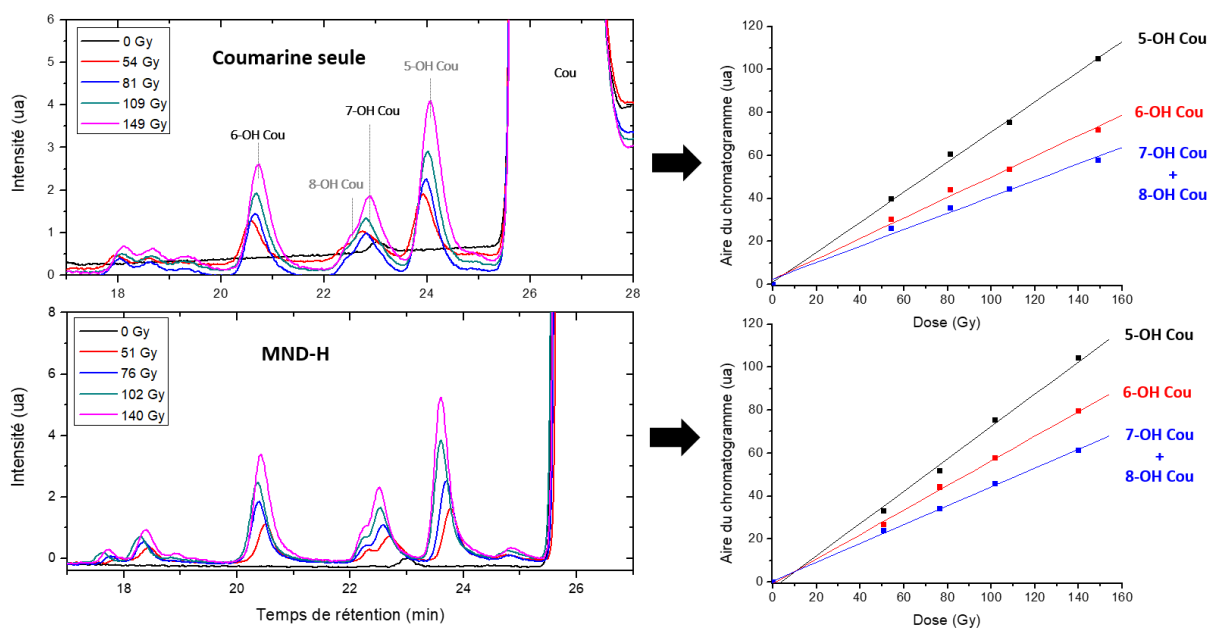 6
5
4
3
2
1
0
Intensité (ua)
0 Gy
54 Gy
81 Gy
109 Gy
149 Gy
Coumarine seule
6-OH Cou
8-OH Cou
7-OH Cou
5-OH Cou
Cou
18 20 22 24 26 28
120
100
80
60
40
20
0
Aire du chromatogramme (ua)
5-OH Cou
6-OH Cou
7-OH Cou
+
8-OH Cou
0 20 40 60 80 100 120 140 160
Dose (Gy)
8
6
4
2
0
Intensité (ua)
0 Gy
51 Gy
76 Gy
102 Gy
140 Gy
MND-H
18 20 22 24 26
Temps de rétention (min)
120
100
80
60
40
20
0
Aire du chromatogramme (ua)
5-OH Cou
6-OH Cou
7-OH Cou
+
8-OH Cou
0 20 40 60 80 100 120 140 160
Dose (Gy)